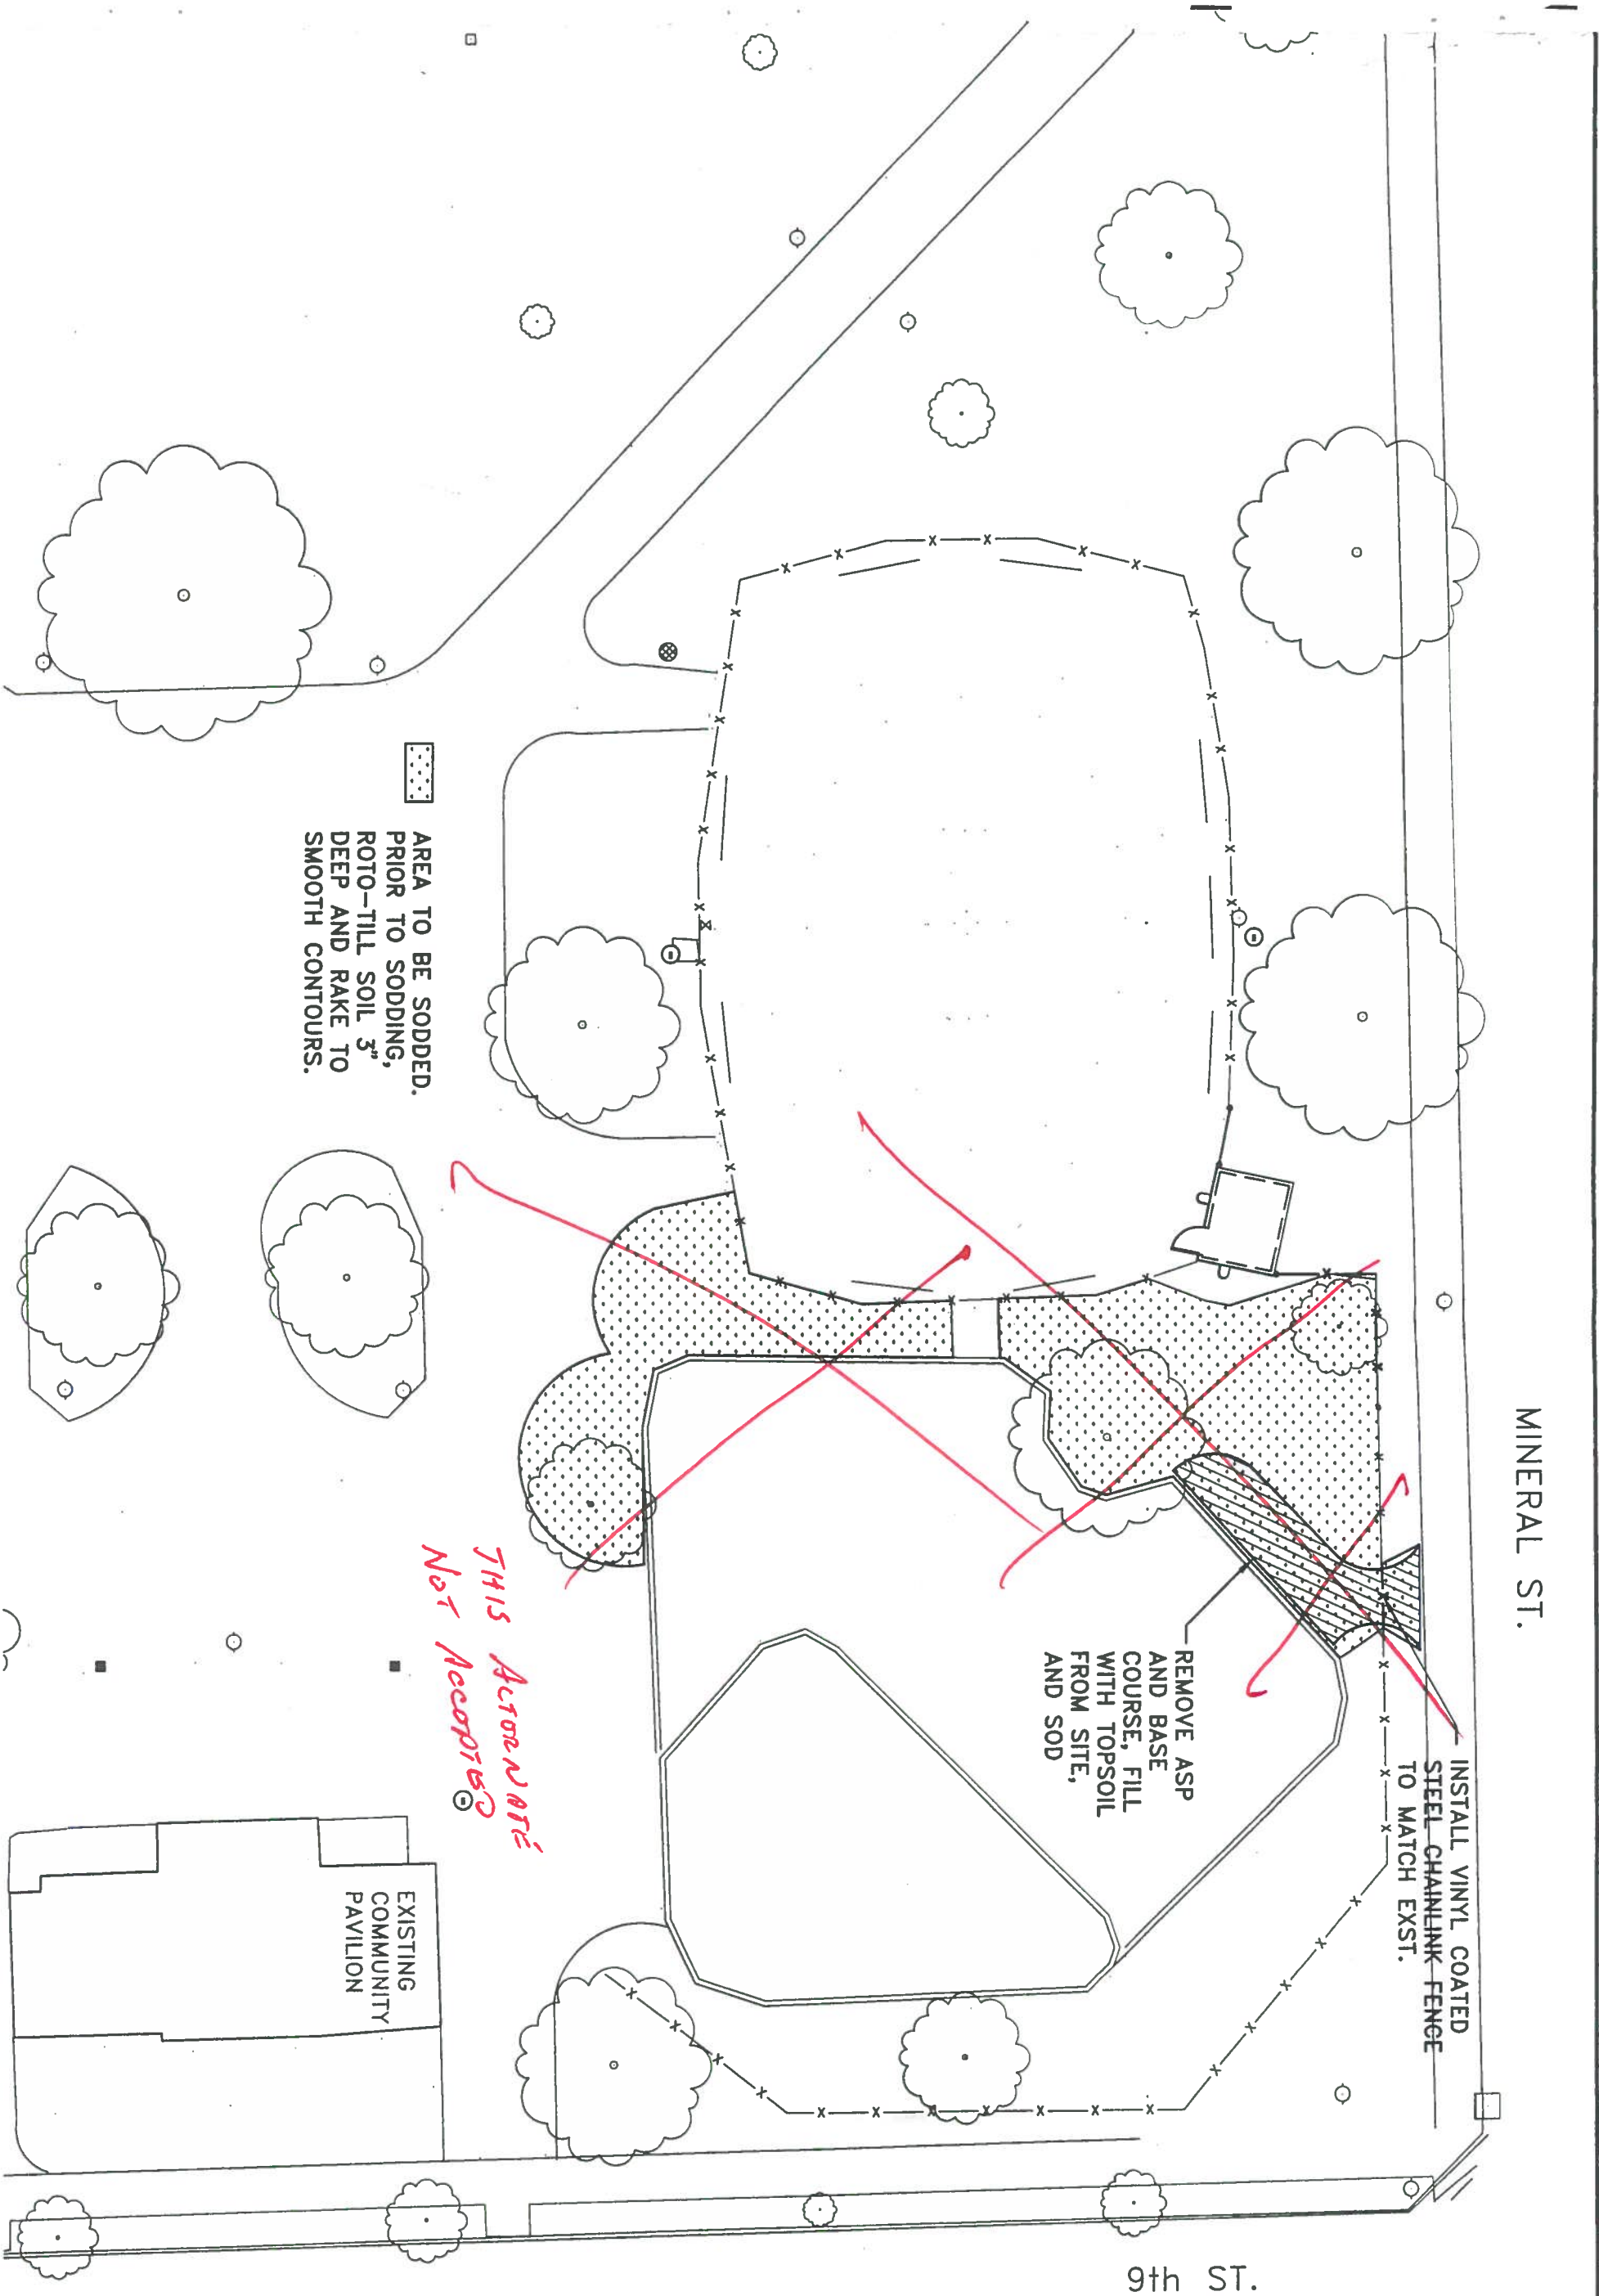 MINERAL ST.
INSTALL VINYL COATED
STEEL CHAINLINK FENCE
TO MATCH EXST.
REMOVE ASP
AND BASE
COURSE, FILL
WITH TOPSOIL
FROM SITE,
AND SOD
AREA TO BE SODDED.
PRIOR TO SODDING,
ROTO-TILL SOIL 3"
DEEP AND RAKE TO
SMOOTH CONTOURS.
THIS ALTORNATE
NOT ACCOPTED
EXISTING
COMMUNITY
PAVILION
9th ST.